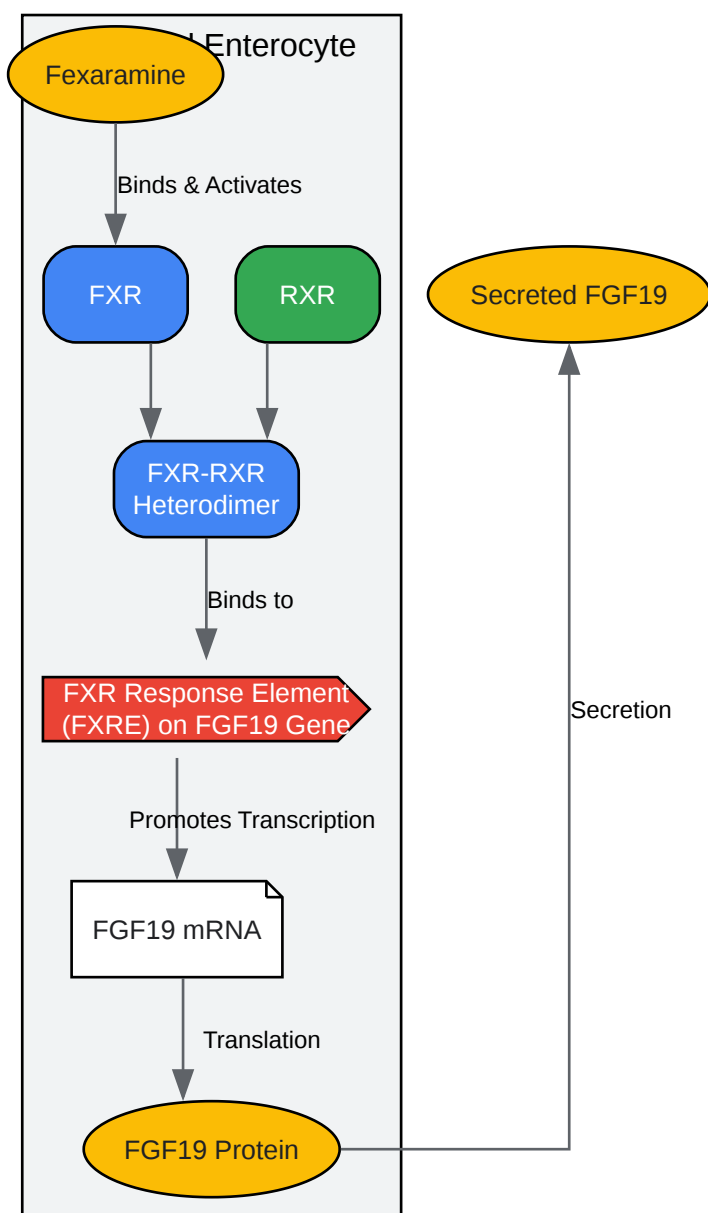 Enterocyte
Fexaramine
Binds & Activates
FXR
RXR
Secreted FGF19
FXR-RXR
Heterodimer
Binds to
FXR Response Element
(FXRE) on FGF19 Gene
Secretion
Promotes Transcription
FGF19 mRNA
Translation
FGF19 Protein